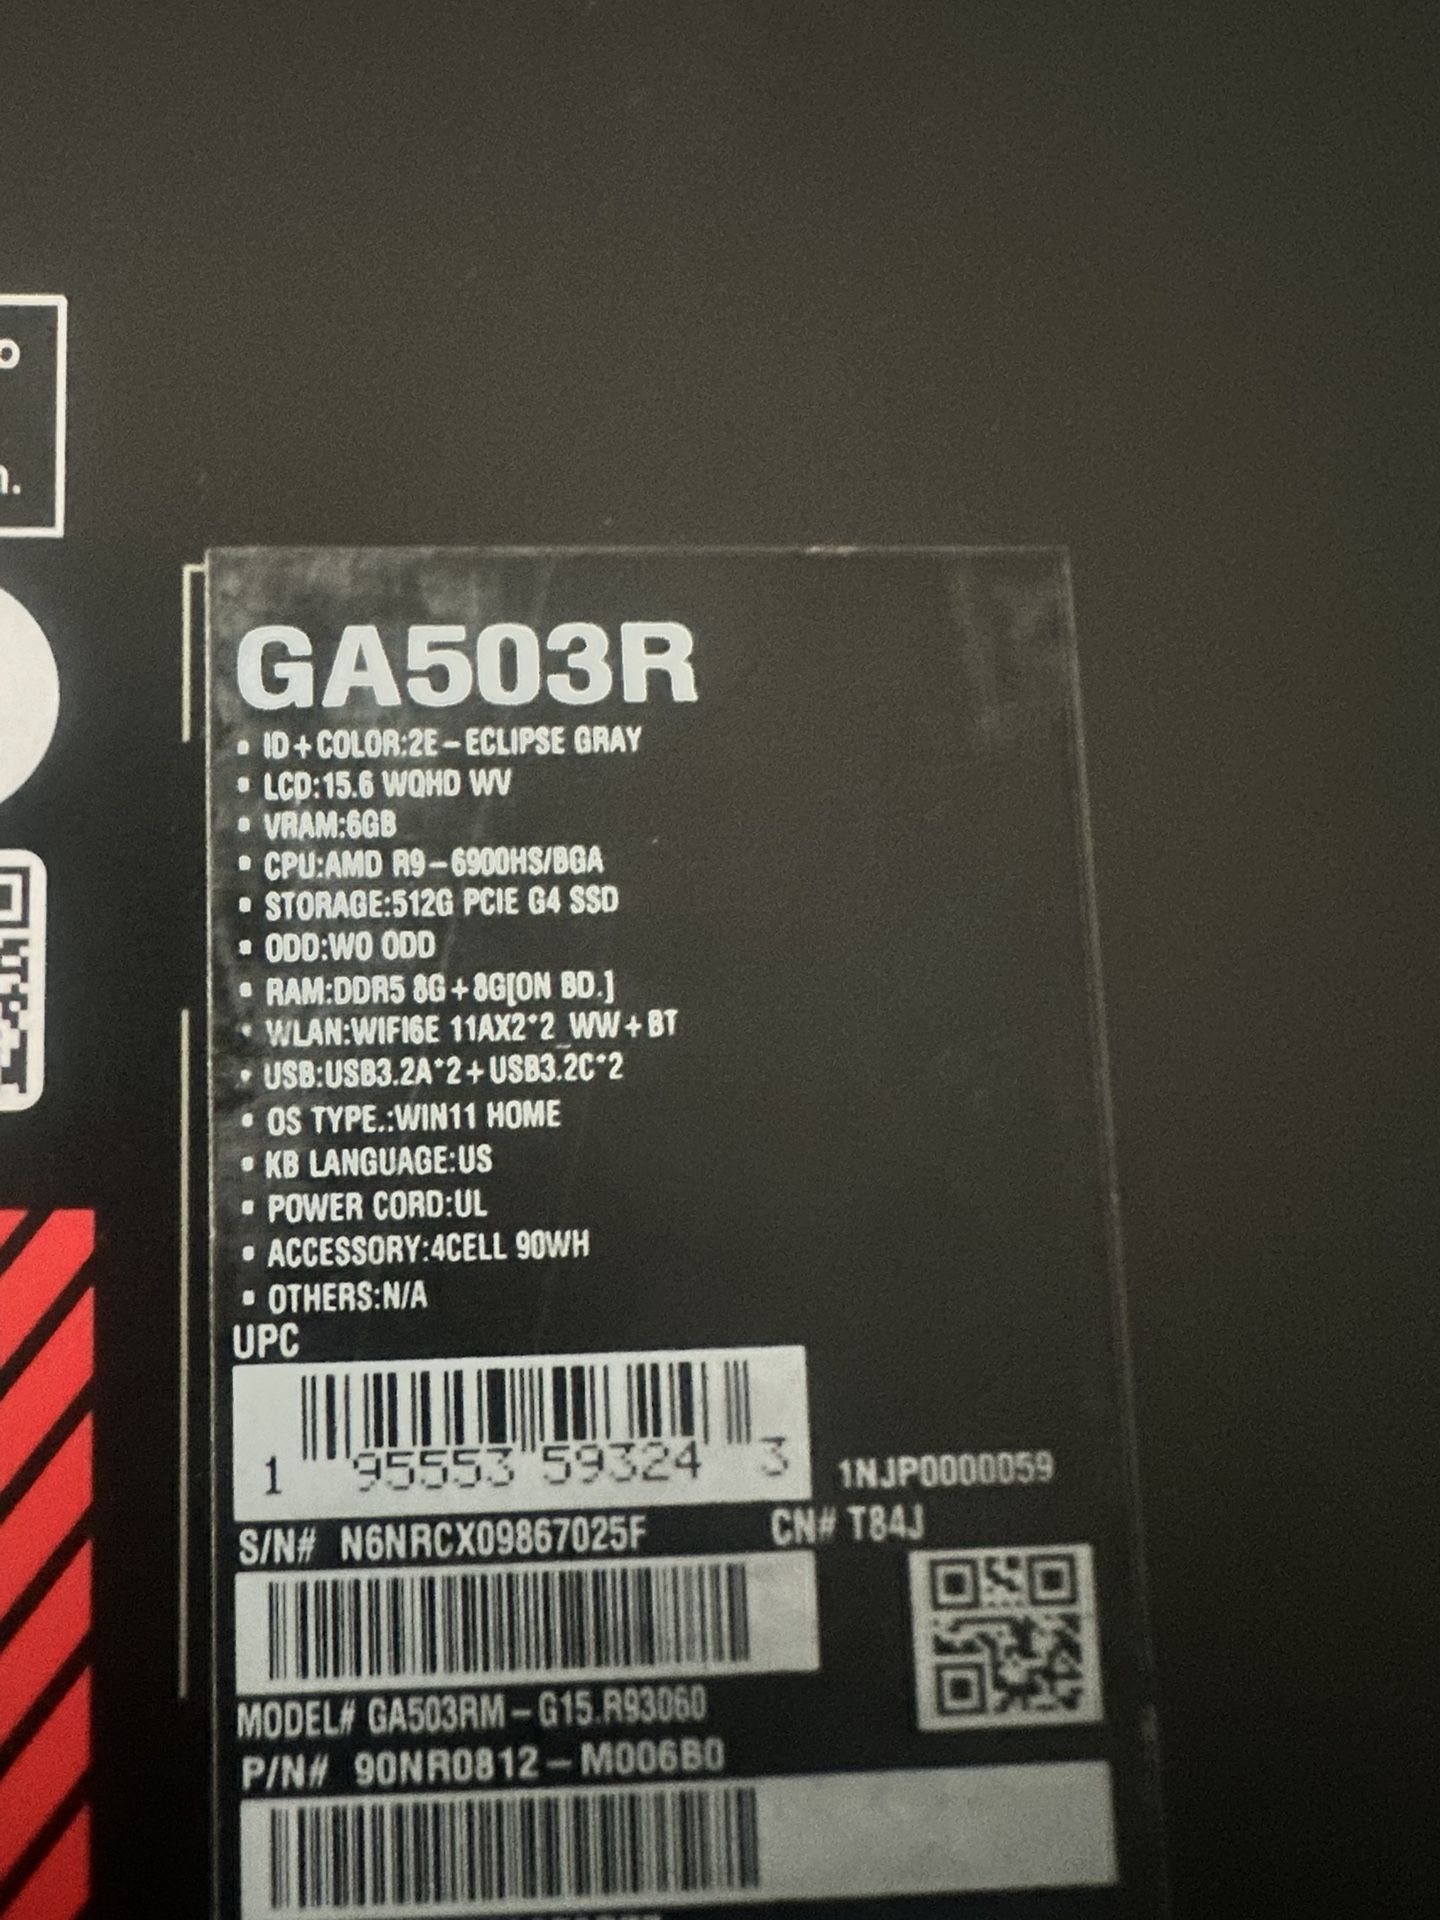 o
n.
GA503R
▪ ID+COLOR:2E-ECLIPSE GRAY
▪ LCD:15.6 WQHD WV
▪ VRAM:6GB
▪ CPU:AMD R9-6900HS/BGA
▪ STORAGE:512G PCIE G4 SSD
▪ ODD:WO ODD
▪ RAM:DDR5 8G+8G[ON BD.]
▪ WLAN:WIFI6E 11AX2*2_WW+BT
▪ USB:USB3.2A*2+USB3.2C*2
▪ OS TYPE.:WIN11 HOME
▪ KB LANGUAGE:US
▪ POWER CORD:UL
▪ ACCESSORY:4CELL 90WH
▪ OTHERS:N/A
UPC
1 95553 59324 3
1NJP0000059
S/N# N6NRCX09867025F
CN# T84J
MODEL# GA503RM-G15.R93060
P/N# 90NR0812-M006B0